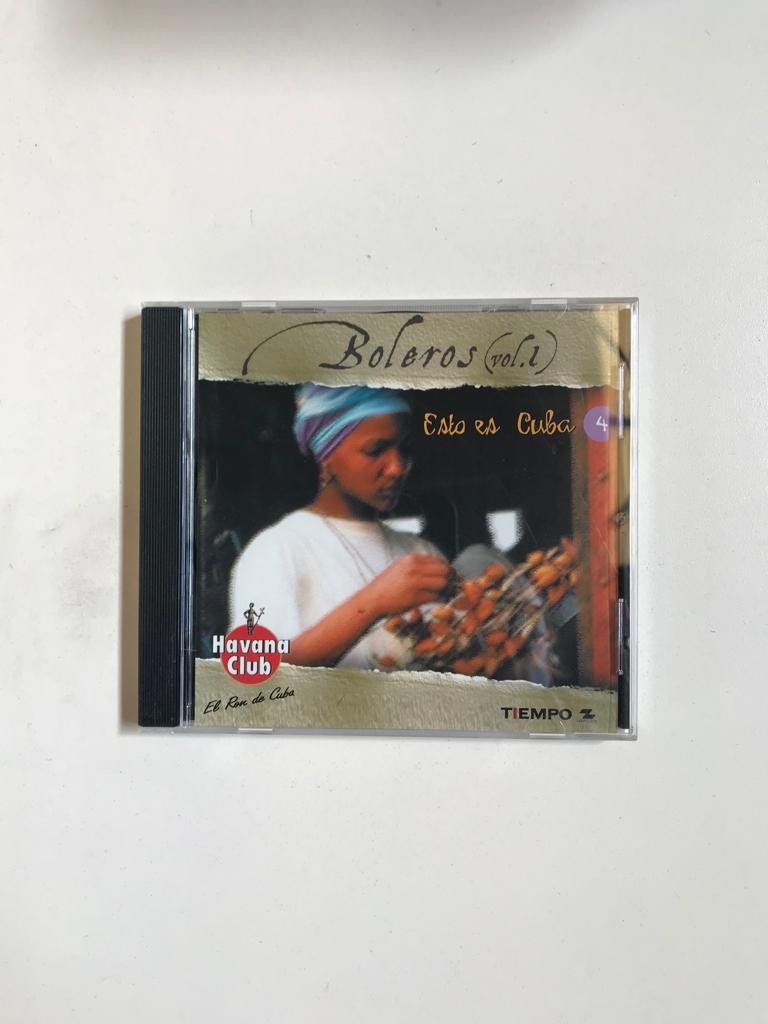 Boleros (vol.1)
Esto es Cuba 4
Havana
Club
El Ron de Cuba
TIEMPO